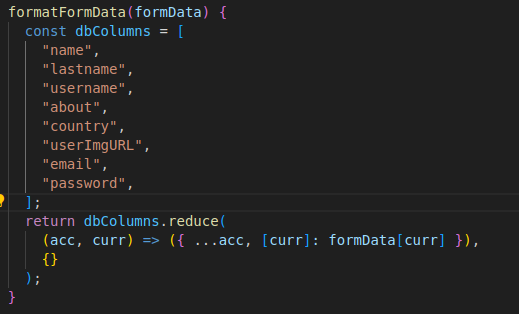 formatFormData(formData) {
  const dbColumns = [
    "name",
    "lastname",
    "username",
    "about",
    "country",
    "userImgURL",
    "email",
    "password",
  ];
  return dbColumns.reduce(
    (acc, curr) => ({ ...acc, [curr]: formData[curr] }),
    {}
  );
}